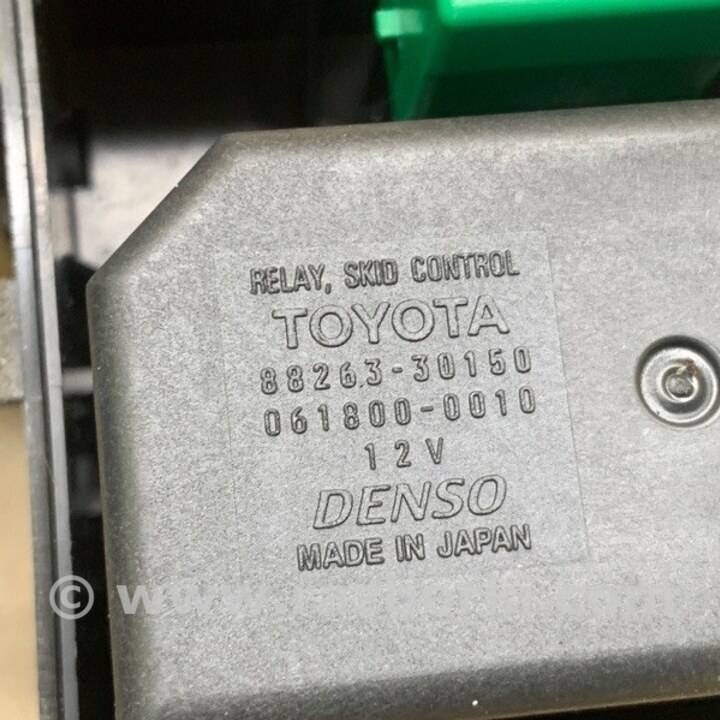 RELAY, SKID CONTROL
TOYOTA
88263-30150
061800-0010
12V
DENSO
MADE IN JAPAN
©